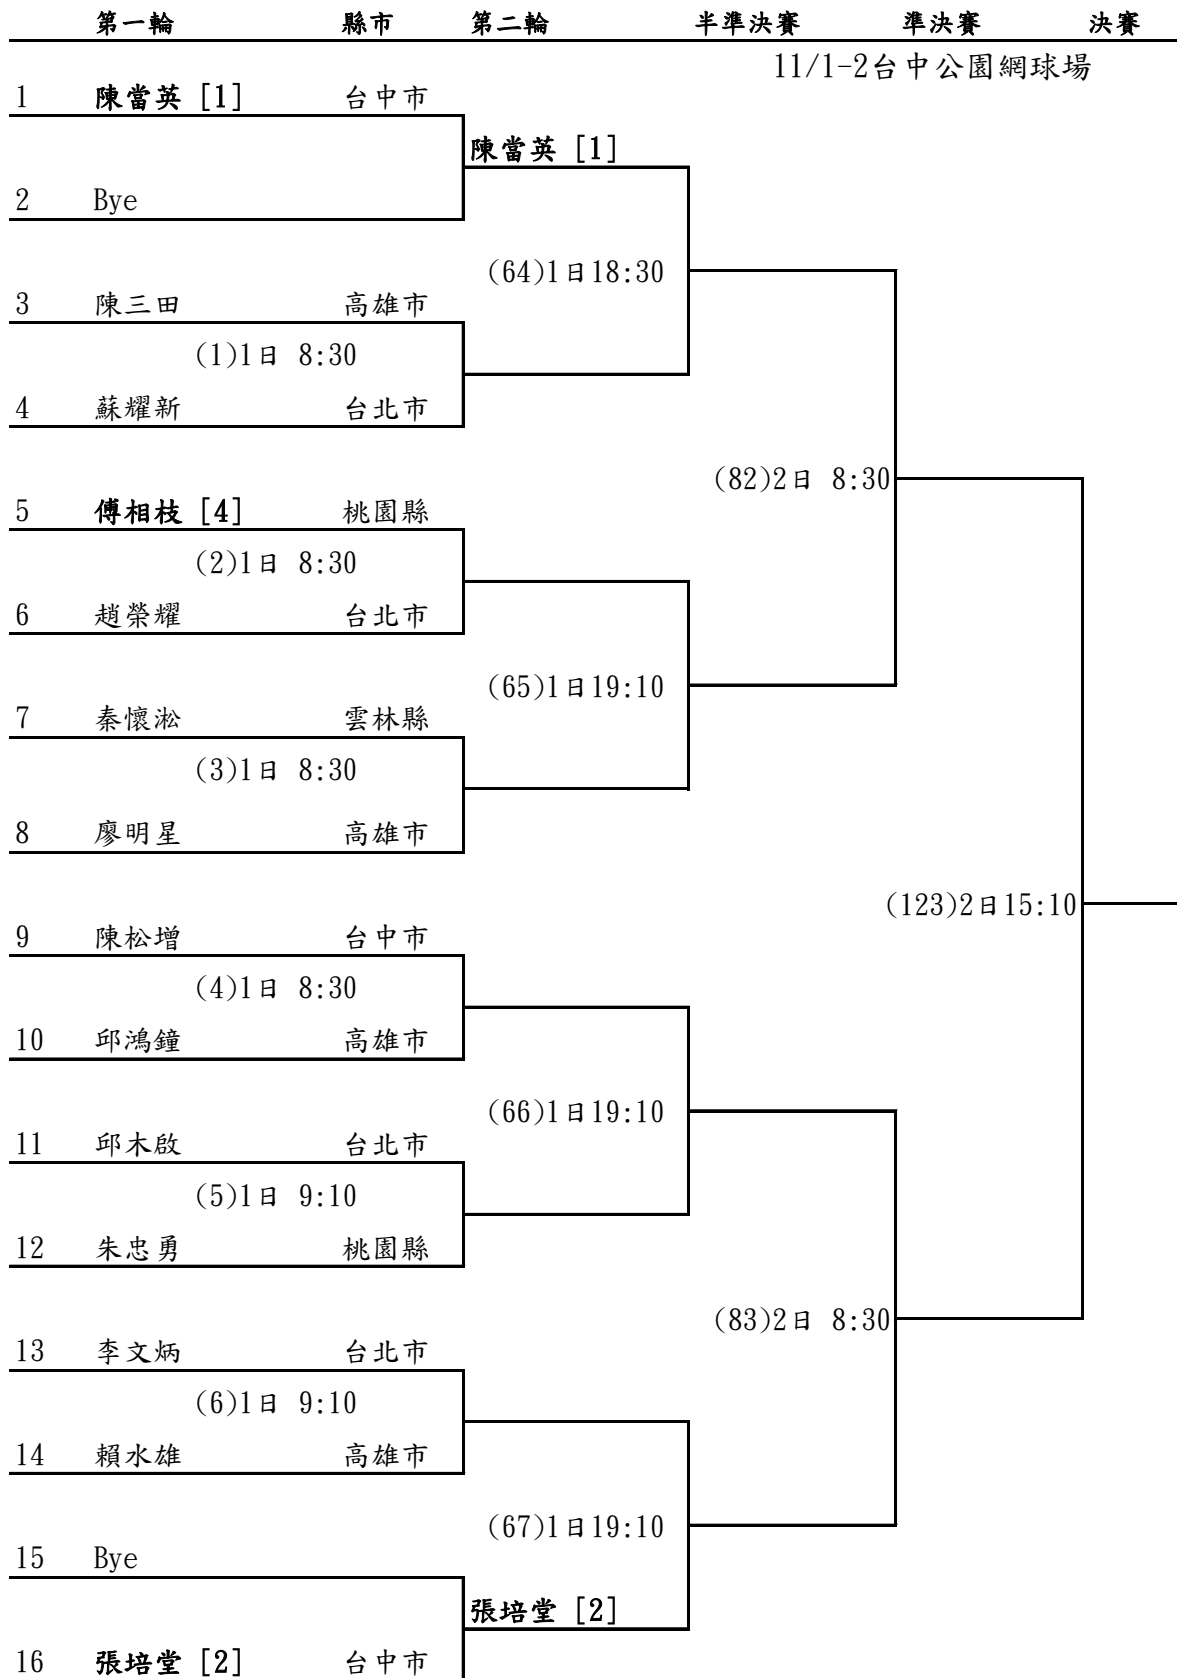 第一輪 縣市 第二輪 半準決賽 準決賽 決賽
11/1-2台中公園網球場
1 陳當英 [1] 台中市
陳當英 [1]
2 Bye
(64)1日18:30
3 陳三田 高雄市
(1)1日 8:30
4 蘇耀新 台北市
(82)2日 8:30
5 傅相枝 [4] 桃園縣
(2)1日 8:30
6 趙榮耀 台北市
(65)1日19:10
7 秦懷淞 雲林縣
(3)1日 8:30
8 廖明星 高雄市
(123)2日15:10
9 陳松增 台中市
(4)1日 8:30
10 邱鴻鐘 高雄市
(66)1日19:10
11 邱木啟 台北市
(5)1日 9:10
12 朱忠勇 桃園縣
(83)2日 8:30
13 李文炳 台北市
(6)1日 9:10
14 賴水雄 高雄市
(67)1日19:10
15 Bye
張培堂 [2]
16 張培堂 [2] 台中市